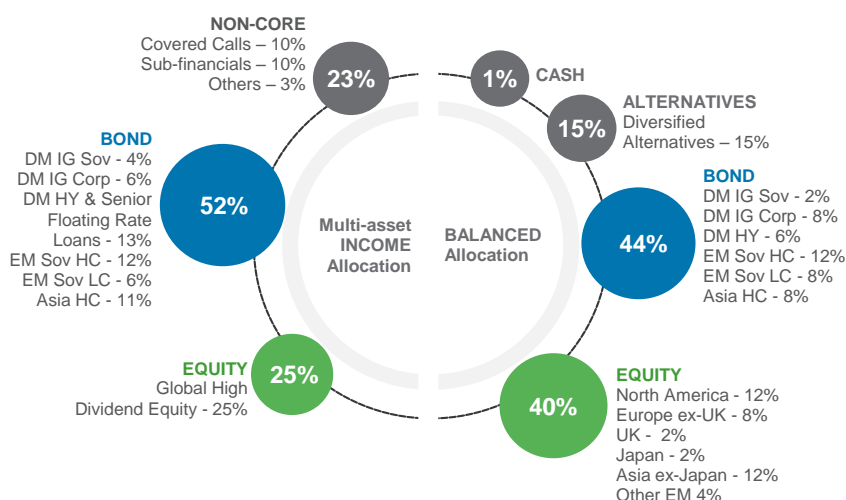 NON-CORE
Covered Calls – 10%
Sub-financials – 10%
Others – 3%
23%
BOND
DM IG Sov - 4%
DM IG Corp - 6%
DM HY & Senior
Floating Rate
Loans - 13%
EM Sov HC - 12%
EM Sov LC - 6%
Asia HC - 11%
52%
EQUITY
Global High
Dividend Equity - 25%
25%
Multi-asset
INCOME
Allocation
BALANCED
Allocation
1%
CASH
15%
ALTERNATIVES
Diversified
Alternatives – 15%
44%
BOND
DM IG Sov - 2%
DM IG Corp - 8%
DM HY - 6%
EM Sov HC - 12%
EM Sov LC - 8%
Asia HC - 8%
40%
EQUITY
North America - 12%
Europe ex-UK - 8%
UK - 2%
Japan - 2%
Asia ex-Japan - 12%
Other EM 4%